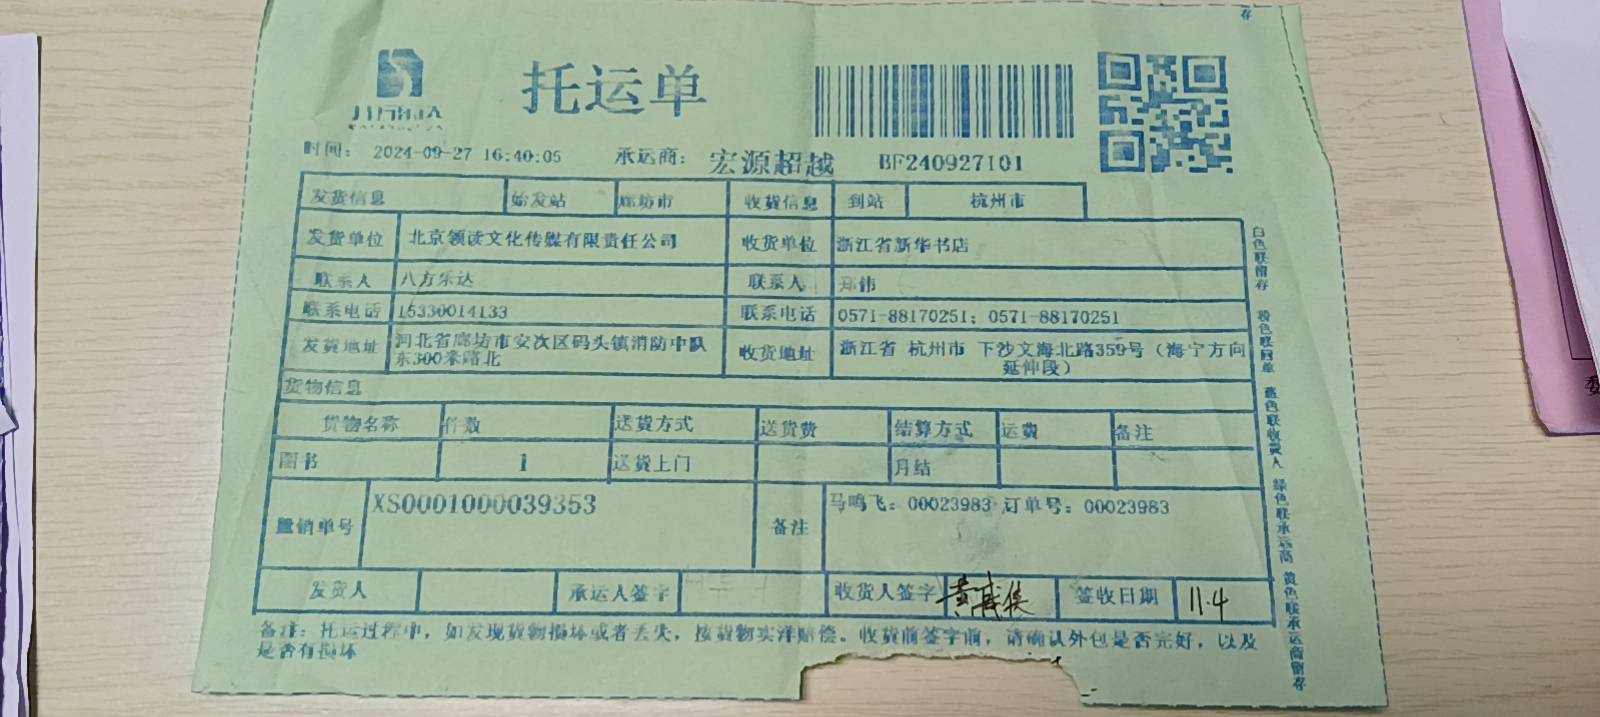 托运单
时间: 2024-09-27 16:40:05 承运商: 宏源超越 BF240927101
发货信息 始发站 廊坊市 收货信息 到站 杭州市
发货单位 北京领读文化传媒有限责任公司 收货单位 浙江省新华书店
联系人 八方乐达 联系人 郑伟
联系电话 15330014133 联系电话 0571-88170251; 0571-88170251
发货地址 河北省廊坊市安次区码头镇消防中队东300米路北 收货地址 浙江省 杭州市 下沙文海北路359号(海宁方向延伸段)
货物信息
货物名称 件数 送货方式 送货费 结算方式 运费 备注
图书 1 送货上门 月结
XS0001000039353 备注 马鸣飞: 00023983 订单号: 00023983
发货人 承运人签字 收货人签字 签收日期 11.4
备注: 托运过程中, 如发现货物损坏或者丢失, 按货物实洋赔偿。收货前签字前, 请确认外包是否完好, 以及
是否有损坏
白色联留存 粉色联回单 蓝色联收货人 绿色联承运商 黄色联承运商留存